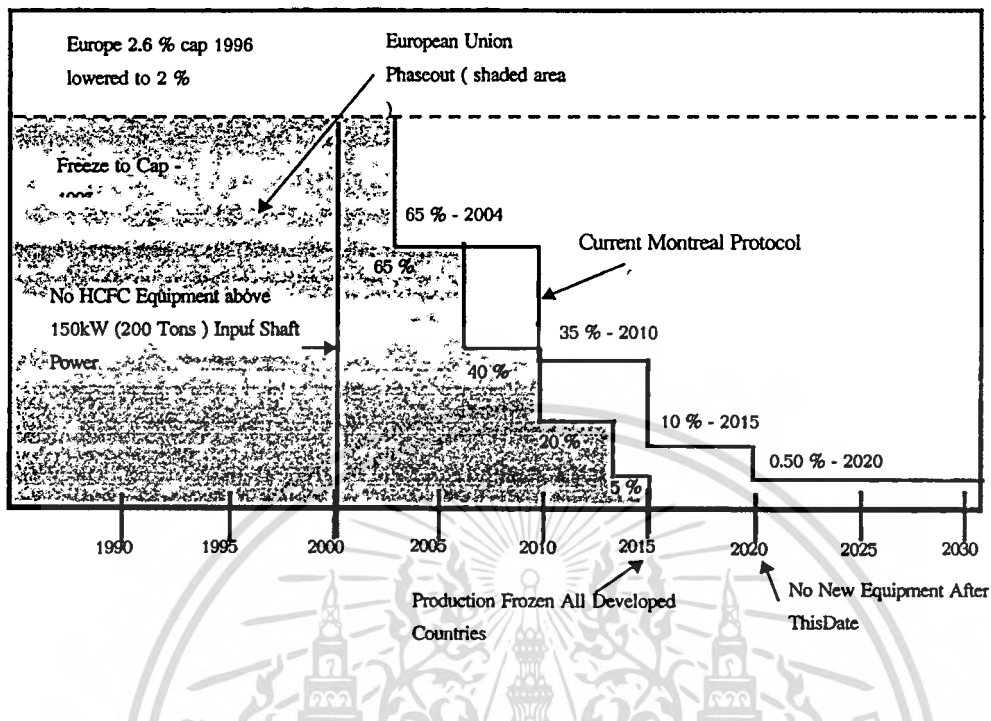 Europe 2.6 % cap 1996
lowered to 2 %
European Union
Phaseout ( shaded area
)
Freeze to Cap -
65 % - 2004
Current Montreal Protocol
65 %
No HCFC Equipment above
150kW (200 Tons ) Input Shaft
Power
35 % - 2010
40 %
10 % - 2015
20 %
0.50 % - 2020
5 %
1990 1995 2000 2005 2010 2015 2020 2025 2030
Production Frozen All Developed
Countries
No New Equipment After
ThisDate